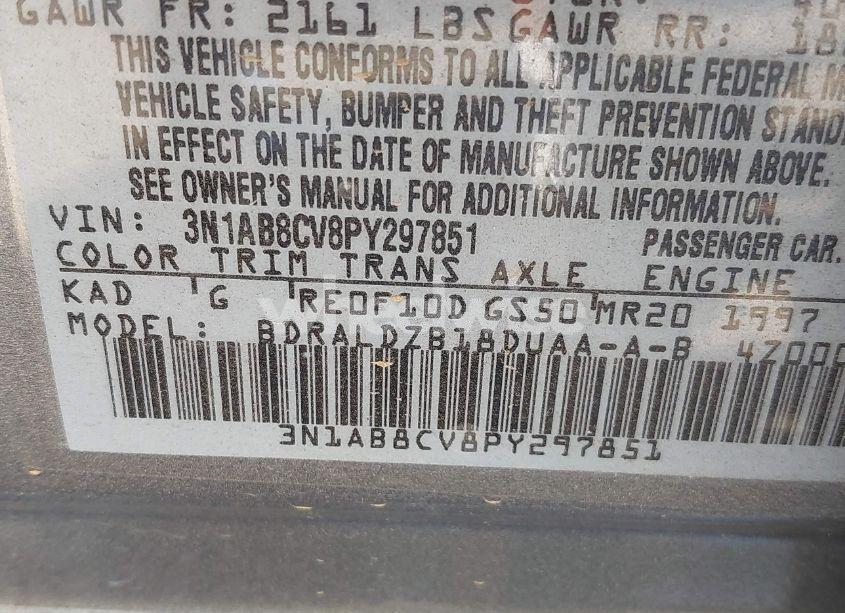 GAWR FR: 2161 LBS GAWR RR:
THIS VEHICLE CONFORMS TO ALL APPLICABLE FEDERAL
VEHICLE SAFETY, BUMPER AND THEFT PREVENTION
IN EFFECT ON THE DATE OF MANUFACTURE SHOWN ABOVE.
SEE OWNER'S MANUAL FOR ADDITIONAL INFORMATION.
VIN: 3N1AB8CV8PY297851 PASSENGER CAR.
COLOR TRIM TRANS AXLE ENGINE
KAD G RE0F10D GS50 MR20 1997
MODEL: BDRALDZB18DUAA-A-B
3N1AB8CV8PY297851